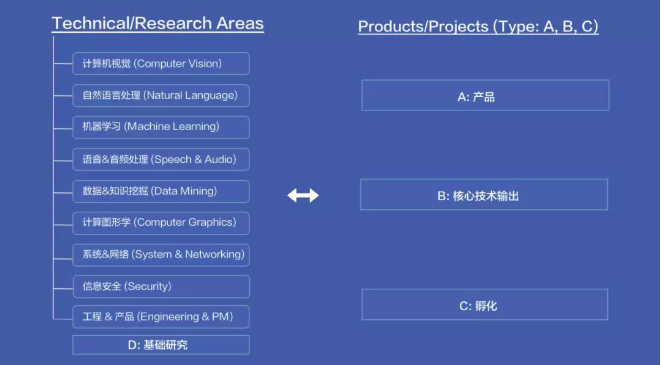 Technical/Research Areas
计算机视觉 (Computer Vision)
自然语言处理 (Natural Language)
机器学习 (Machine Learning)
语音&音频处理 (Speech & Audio)
数据&知识挖掘 (Data Mining)
计算图形学 (Computer Graphics)
系统&网络 (System & Networking)
信息安全 (Security)
工程 & 产品 (Engineering & PM)
D: 基础研究
Products/Projects (Type: A, B, C)
A: 产品
B: 核心技术输出
C: 孵化